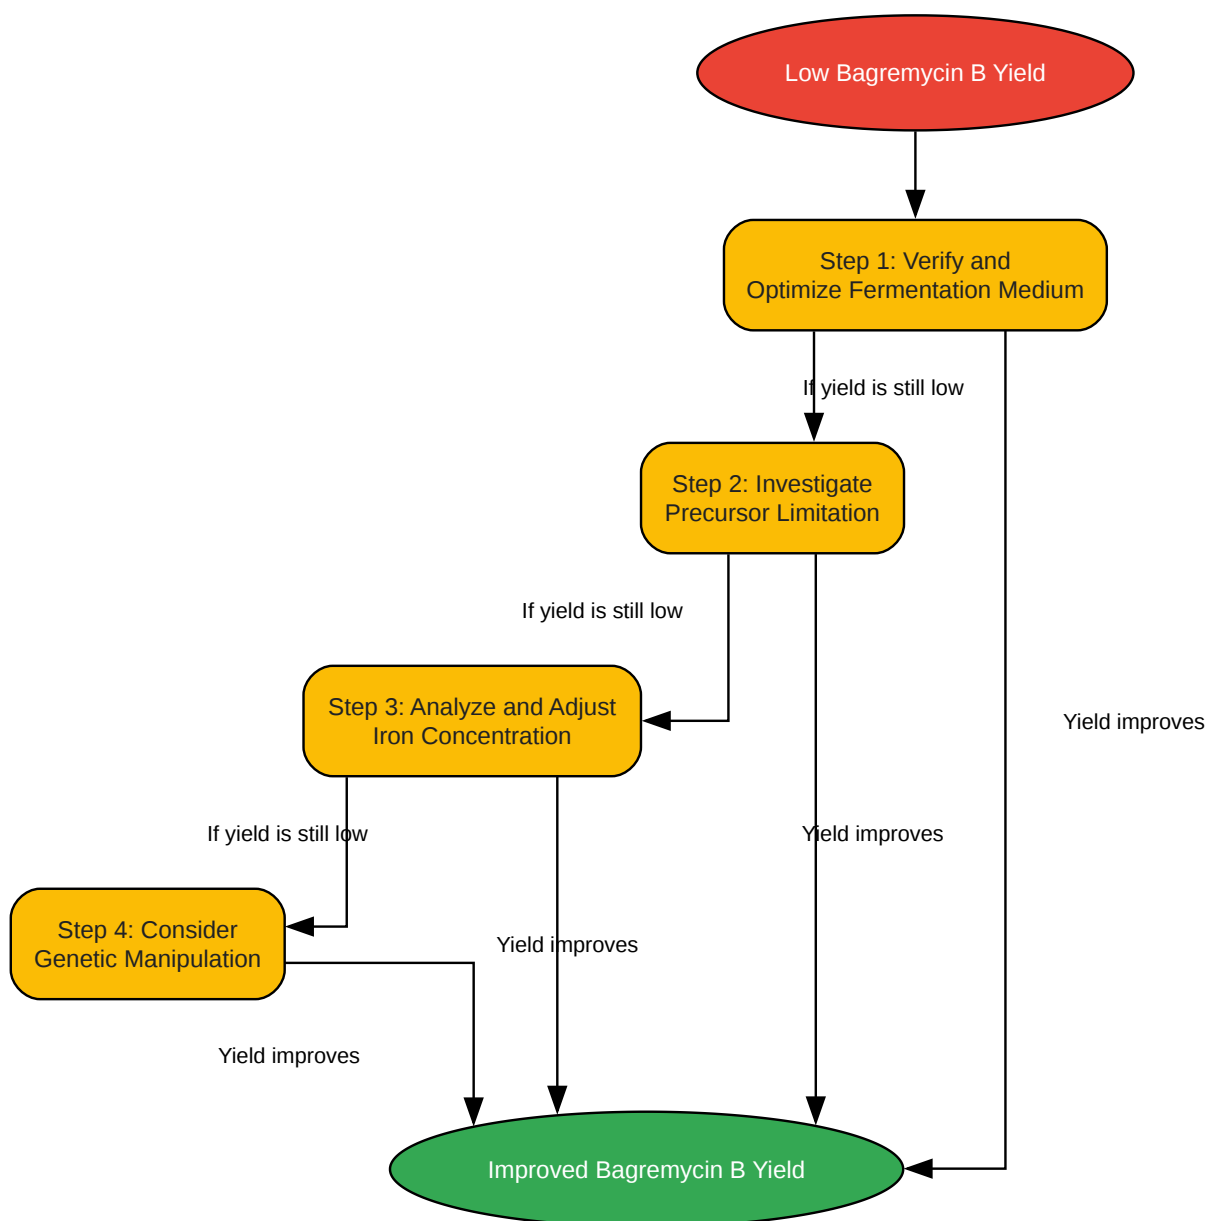 Low Bagremycin B Yield
Step 1: Verify and
Optimize Fermentation Medium
If yield is still low
Step 2: Investigate
Precursor Limitation
If yield is still low
Step 3: Analyze and Adjust
Iron Concentration
Yield improves
If yield is still low
Yield improves
Step 4: Consider
Genetic Manipulation
Yield improves
Yield improves
Improved Bagremycin B Yield